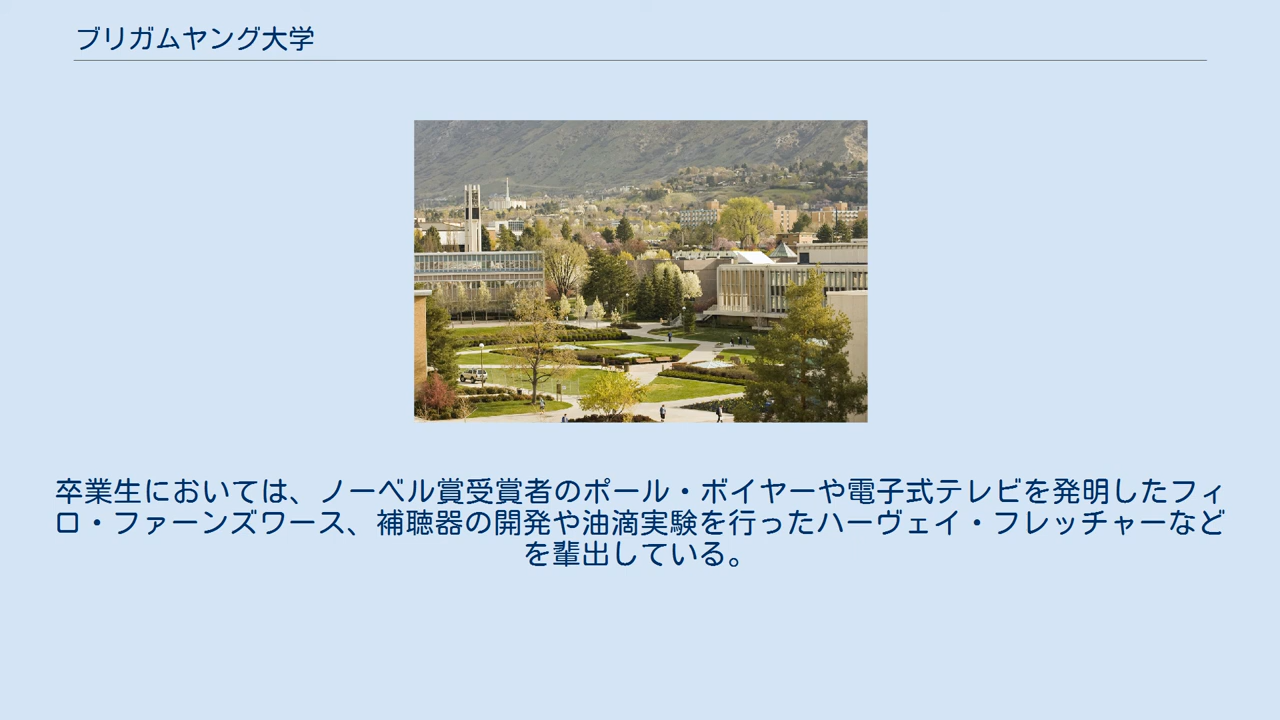 ブリガムヤング大学
卒業生においては、ノーベル賞受賞者のポール・ボイヤーや電子式テレビを発明したフィ
ロ・ファーンズワース、補聴器の開発や油滴実験を行ったハーヴェイ・フレッチャーなど
を輩出している。